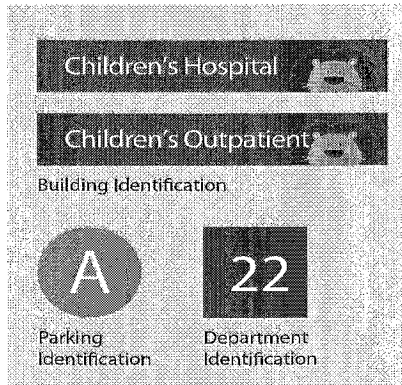 Children's Hospital
Children's Outpatient
Building Identification
A
22
Parking
Identification
Department
Identification